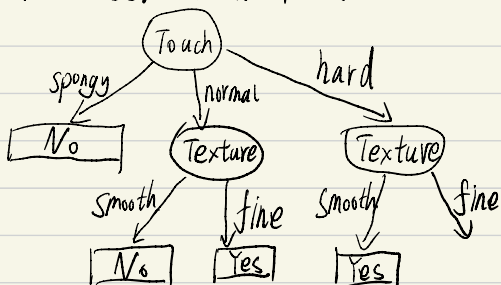 Touch
spongy normal hard
No Texture Texture
smooth fine smooth fine
No Yes Yes